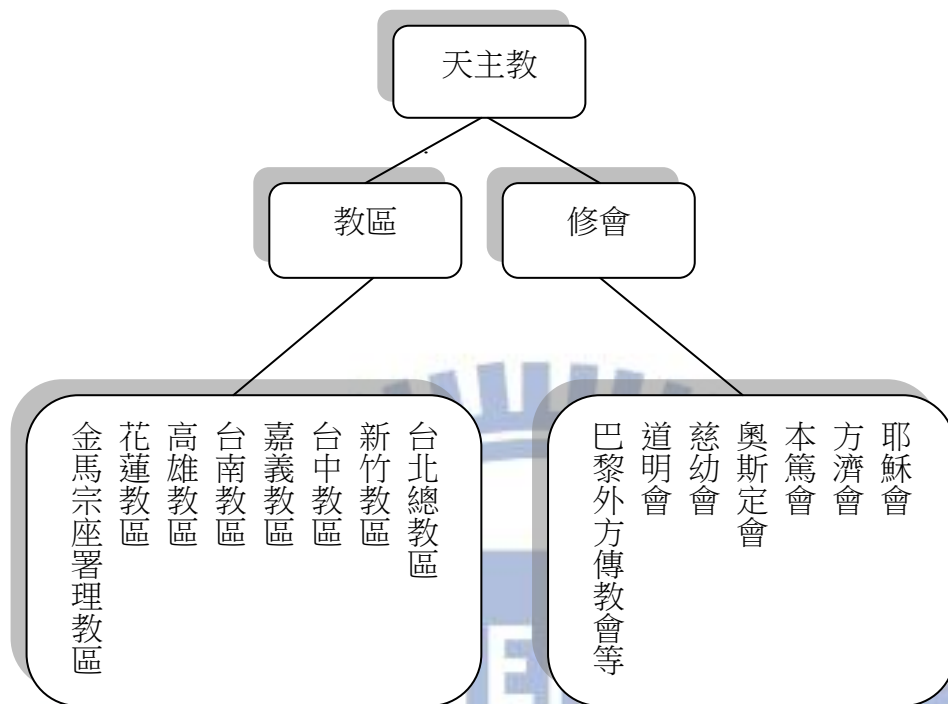 天主教
教區
修會
台北總教區
新竹教區
台中教區
嘉義教區
台南教區
高雄教區
花蓮教區
金馬宗座署理教區
耶穌會
方濟會
本篤會
奧斯定會
慈幼會
道明會
巴黎外方傳教會等
E